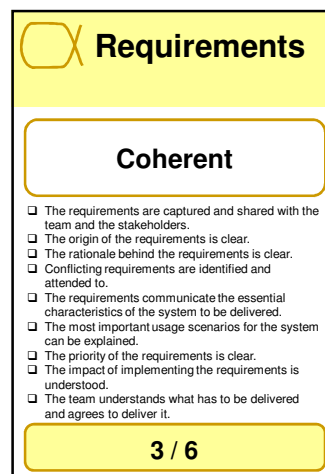 Requirements
Coherent
❑ The requirements are captured and shared with the
team and the stakeholders.
❑ The origin of the requirements is clear.
❑ The rationale behind the requirements is clear.
❑ Conflicting requirements are identified and
attended to.
❑ The requirements communicate the essential
characteristics of the system to be delivered.
❑ The most important usage scenarios for the system
can be explained.
❑ The priority of the requirements is clear.
❑ The impact of implementing the requirements is
understood.
❑ The team understands what has to be delivered
and agrees to deliver it.
3 / 6